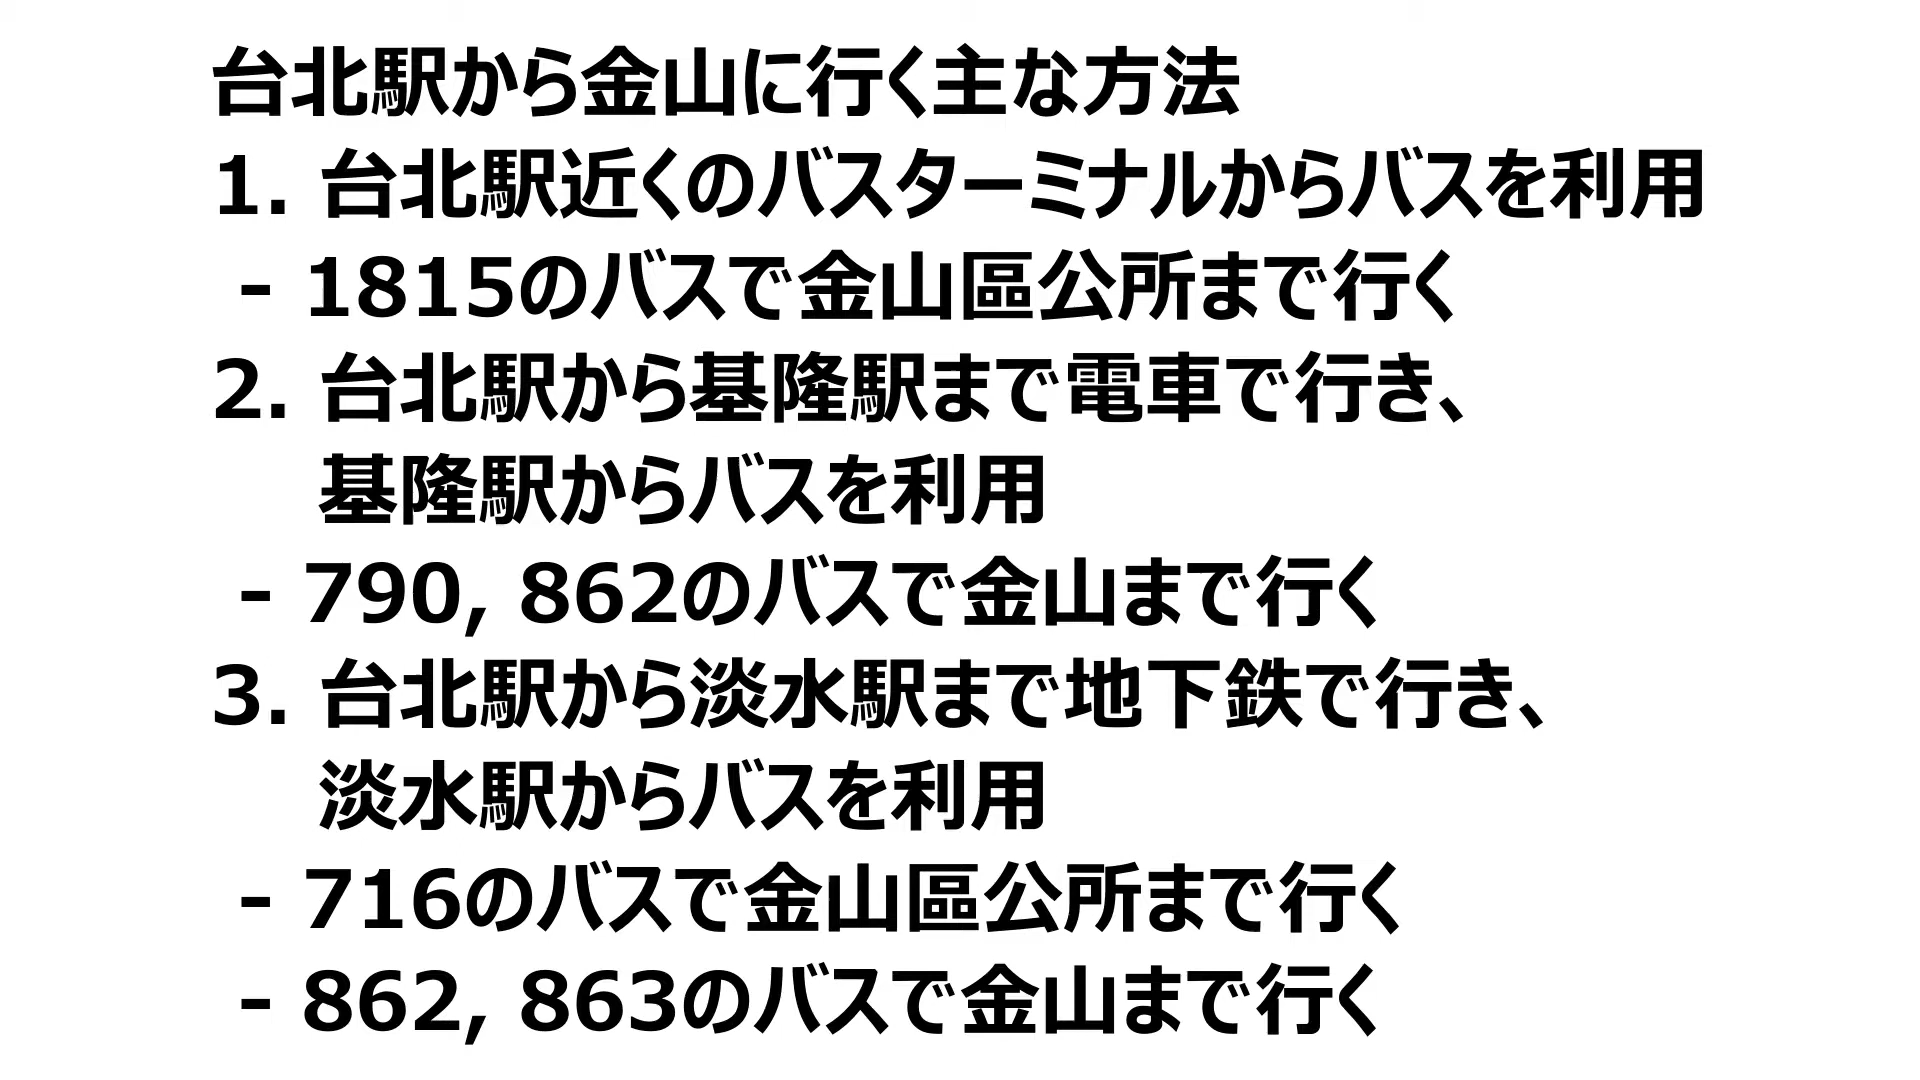 台北駅から金山に行く主な方法
1. 台北駅近くのバスターミナルからバスを利用
- 1815のバスで金山區公所まで行く
2. 台北駅から基隆駅まで電車で行き、
基隆駅からバスを利用
- 790, 862のバスで金山まで行く
3. 台北駅から淡水駅まで地下鉄で行き、
淡水駅からバスを利用
- 716のバスで金山區公所まで行く
- 862, 863のバスで金山まで行く